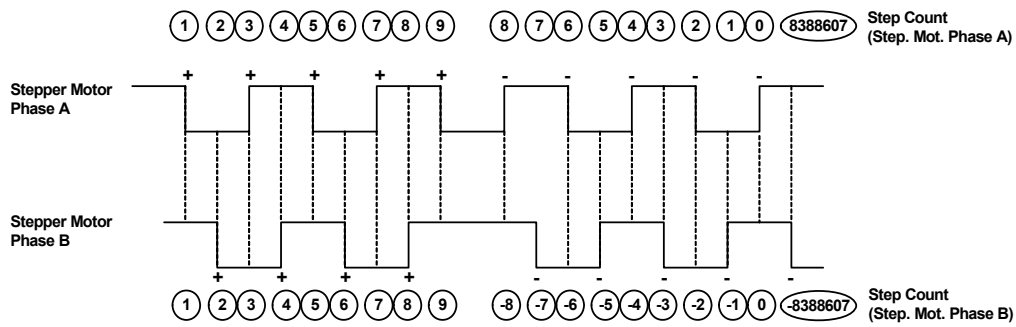 1 2 3 4 5 6 7 8 9 8 7 6 5 4 3 2 1 0 8388607
Step Count
(Step. Mot. Phase A)
+ + + + + - - - - -
Stepper Motor
Phase A
Stepper Motor
Phase B
+ + + + - - - - -
1 2 3 4 5 6 7 8 9 -8 -7 -6 -5 -4 -3 -2 -1 0 -8388607
Step Count
(Step. Mot. Phase B)